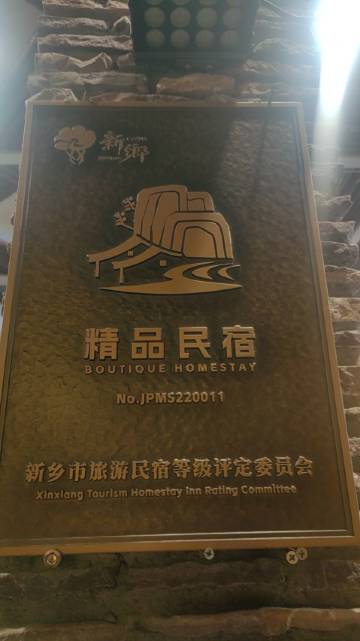 新鄉
精品民宿
BOUTIQUE HOMESTAY
No.JPMS220011
新乡市旅游民宿等级评定委员会
Xinxiang Tourism Homestay Inn Rating Committee